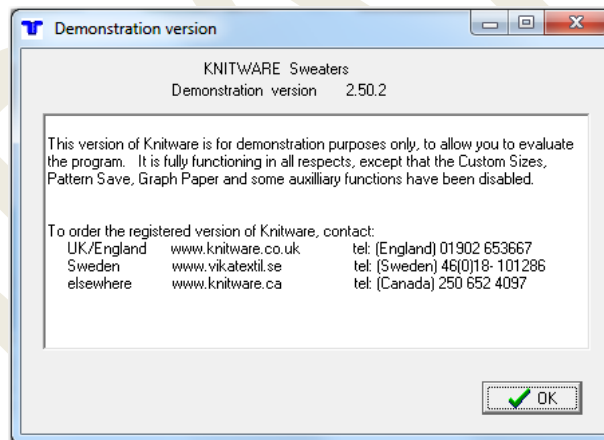 Demonstration version
KNITWARE Sweaters
Demonstration version 2.50.2
This version of Knitware is for demonstration purposes only, to allow you to evaluate
the program. It is fully functioning in all respects, except that the Custom Sizes,
Pattern Save, Graph Paper and some auxilliary functions have been disabled.
To order the registered version of Knitware, contact:
UK/England www.knitware.co.uk tel: (England) 01902 653667
Sweden www.vikatextil.se tel: (Sweden) 46(0)18- 101286
elsewhere www.knitware.ca tel: (Canada) 250 652 4097
OK